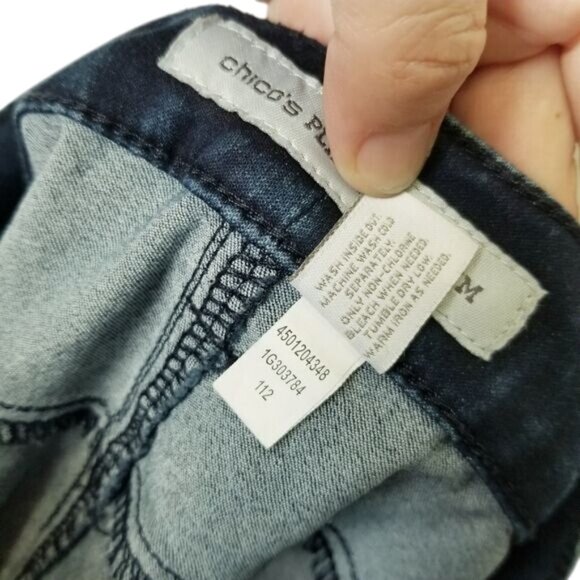 chico's
M
WASH INSIDE OUT.
MACHINE WASH COLD
SEPARATELY.
ONLY NON-CHLORINE
BLEACH WHEN NEEDED.
TUMBLE DRY LOW.
WARM IRON AS NEEDED.
4501204348
1G303784
112